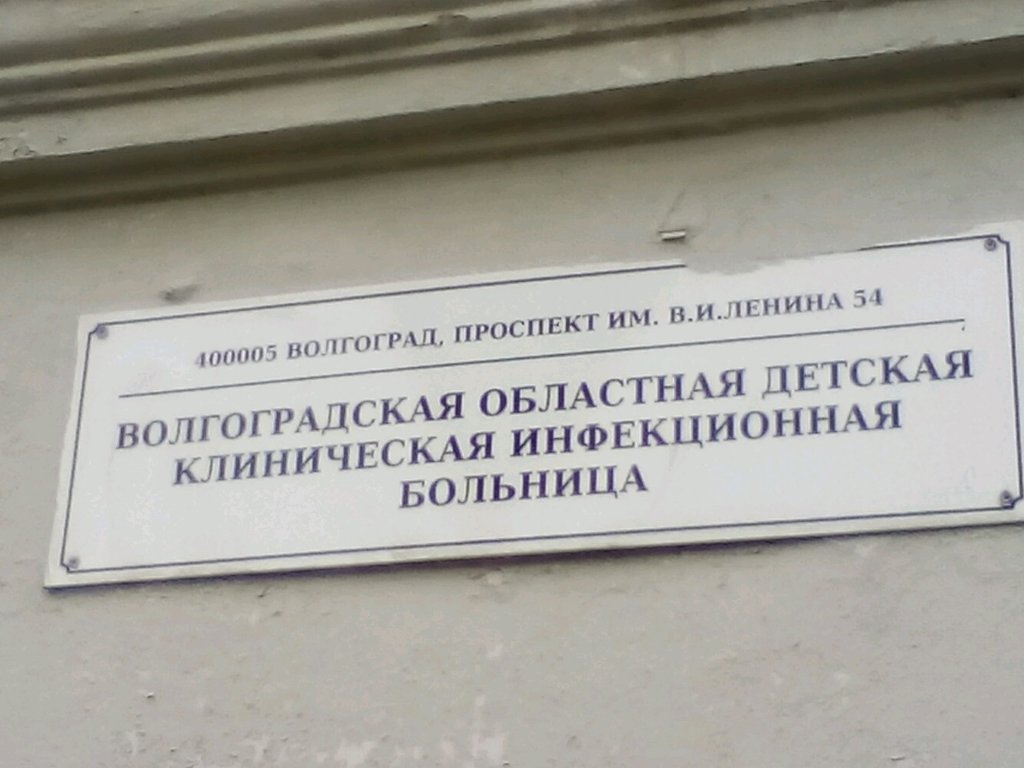 400005 ВОЛГОГРАД, ПРОСПЕКТ ИМ. В.И.ЛЕНИНА 54
ВОЛГОГРАДСКАЯ ОБЛАСТНАЯ ДЕТСКАЯ
КЛИНИЧЕСКАЯ ИНФЕКЦИОННАЯ
БОЛЬНИЦА